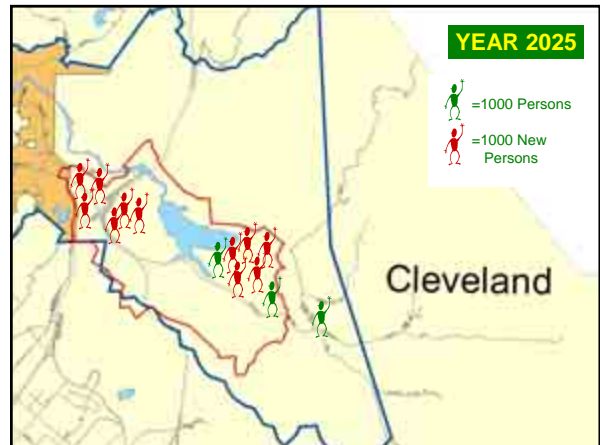 YEAR 2025
=1000 Persons
=1000 New
Persons
Cleveland